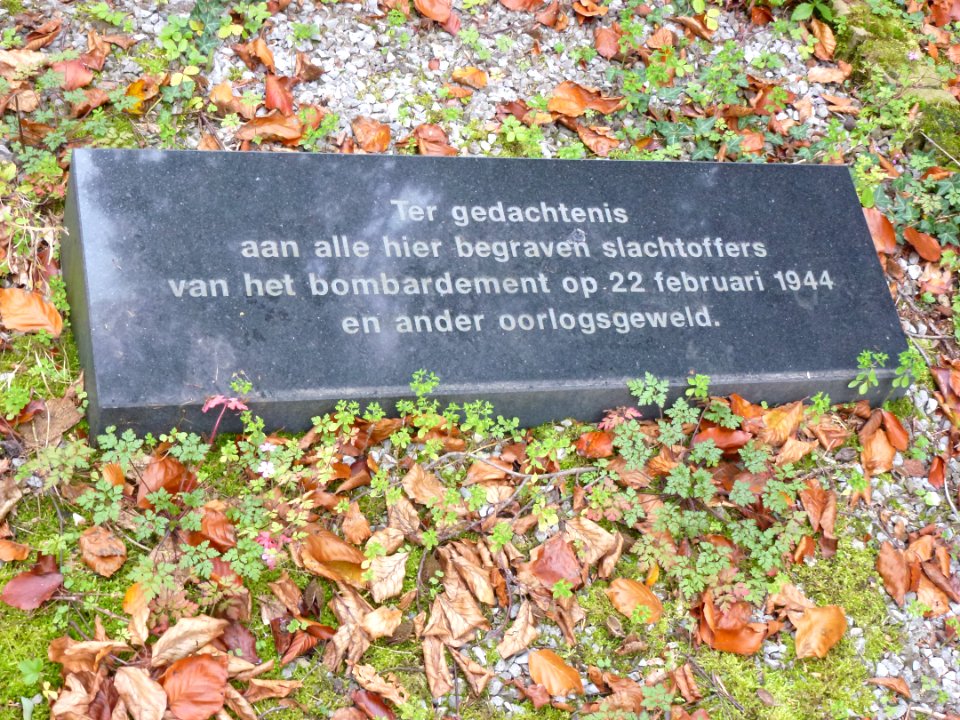 Ter gedachtenis
aan alle hier begraven slachtoffers
van het bombardement op 22 februari 1944
en ander oorlogsgeweld.